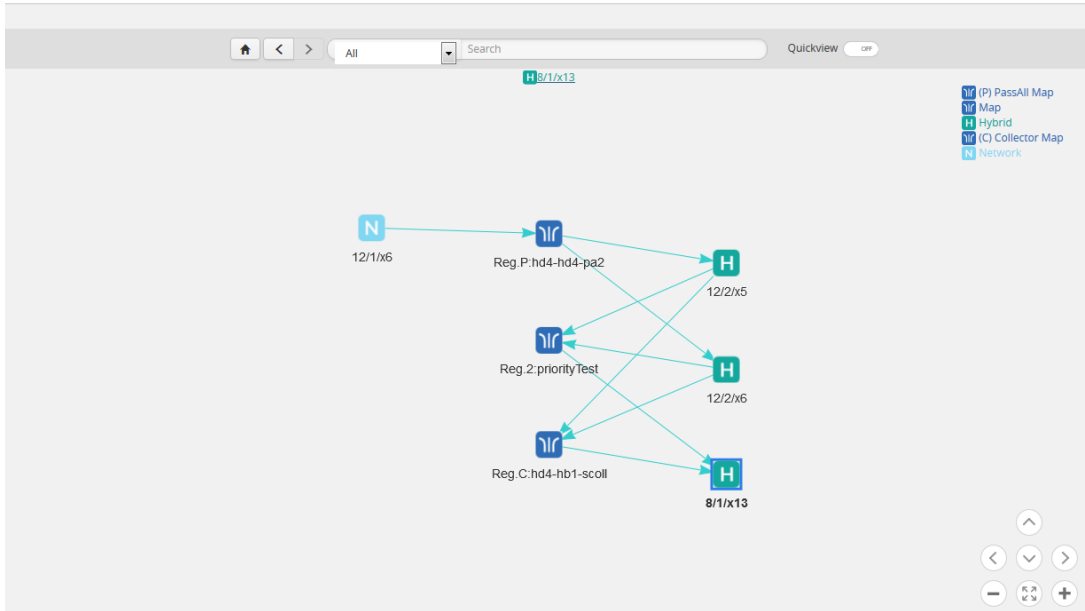 All
Search
Quickview OFF
H 8/1/x13
(P) PassAll Map
Map
H Hybrid
(C) Collector Map
N Network
N
12/1/x6
Reg.P:hd4-hd4-pa2
H
12/2/x5
Reg.2:priorityTest
H
12/2/x6
Reg.C:hd4-hb1-scoll
H
8/1/x13